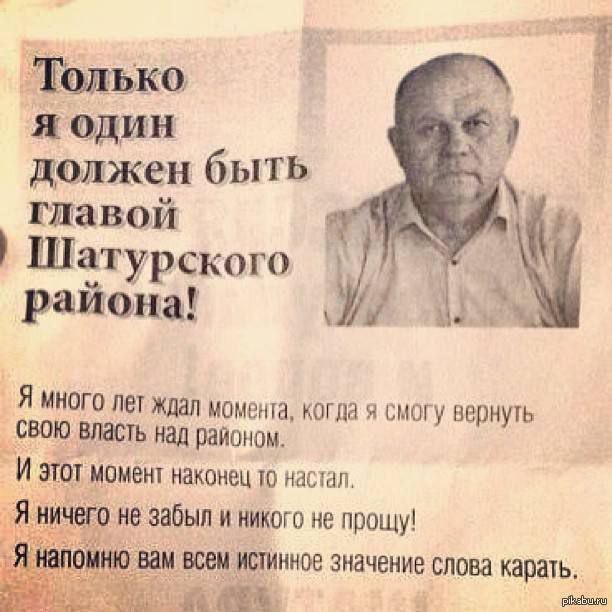 Только
я один
должен быть
главой
Шатурского
района!
Я много лет ждал момента, когда я смогу вернуть
свою власть над районом.
И этот момент наконец то настал.
Я ничего не забыл и никого не прощу!
Я напомню вам всем истинное значение слова карать.
pikabu.ru